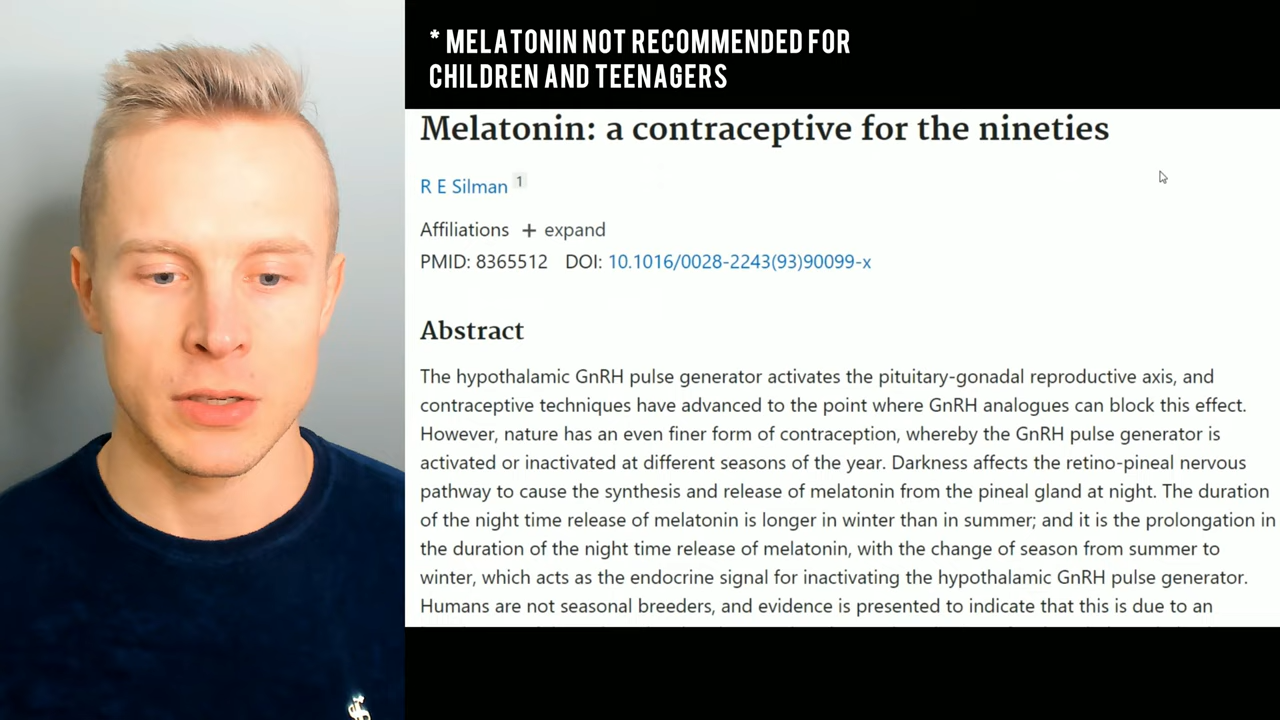 * MELATONIN NOT RECOMMENDED FOR
CHILDREN AND TEENAGERS
Melatonin: a contraceptive for the nineties
R E Silman 1
Affiliations + expand
PMID: 8365512 DOI: 10.1016/0028-2243(93)90099-x
Abstract
The hypothalamic GnRH pulse generator activates the pituitary-gonadal reproductive axis, and
contraceptive techniques have advanced to the point where GnRH analogues can block this effect.
However, nature has an even finer form of contraception, whereby the GnRH pulse generator is
activated or inactivated at different seasons of the year. Darkness affects the retino-pineal nervous
pathway to cause the synthesis and release of melatonin from the pineal gland at night. The duration
of the night time release of melatonin is longer in winter than in summer; and it is the prolongation in
the duration of the night time release of melatonin, with the change of season from summer to
winter, which acts as the endocrine signal for inactivating the hypothalamic GnRH pulse generator.
Humans are not seasonal breeders, and evidence is presented to indicate that this is due to an